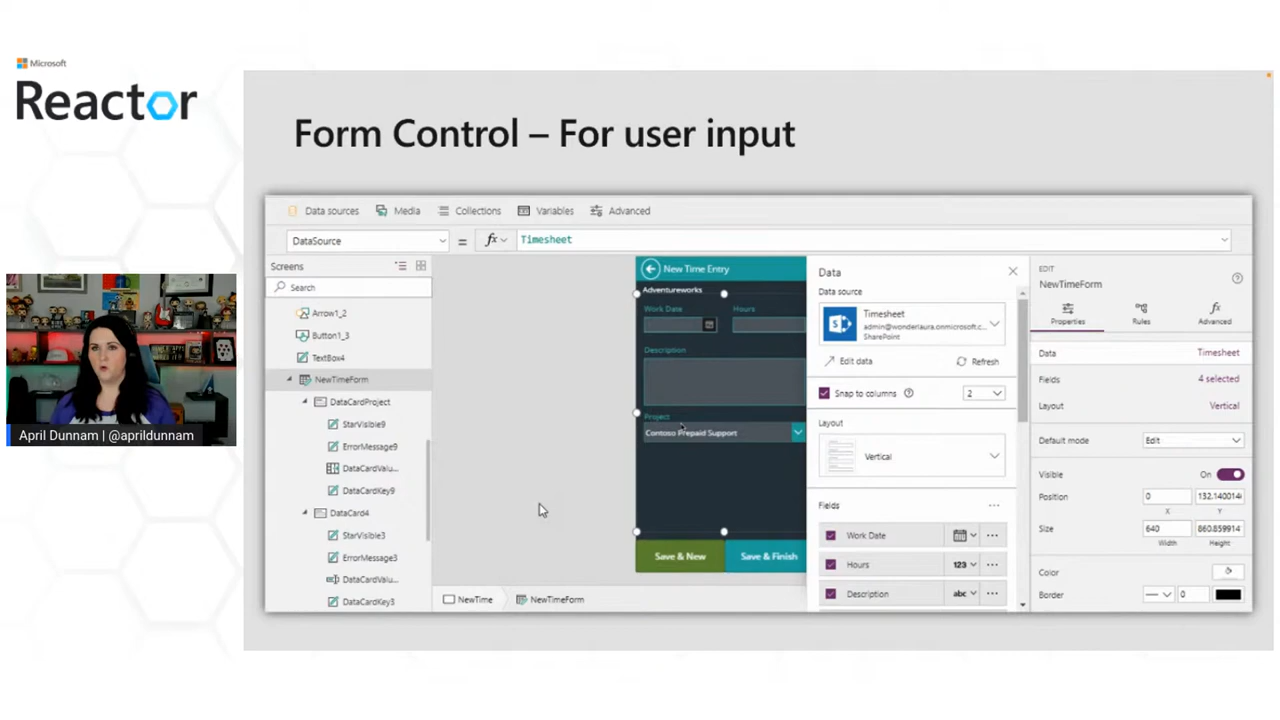 Microsoft
Reactor
Form Control – For user input
Data sources Media Collections Variables Advanced
DataSource = fx Timesheet
Screens
Search
Arrow1_2
Button1_3
TextBox4
NewTimeForm
DataCardProject
StarVisible9
ErrorMessage9
DataCardValu...
DataCardKey9
DataCard4
StarVisible3
ErrorMessage3
DataCardValu...
DataCardKey3
New Time Entry
Adventureworks
Work Date Hours
Description
Project
Contoso Prepaid Support
Save & New Save & Finish
NewTime NewTimeForm
Data
Data source
Timesheet
admin@wonderlaura.onmicrosoft.c...
SharePoint
Edit data Refresh
Snap to columns 2
Layout
Vertical
Fields ...
Work Date ...
Hours 123 ...
Description abc ...
EDIT
NewTimeForm
Properties Rules Advanced
Data Timesheet
Fields 4 selected
Layout Vertical
Default mode Edit
Visible On
Position 0 132.140014
X Y
Size 640 860.859914
Width Height
Color
Border 0
April Dunnam | @aprildunnam